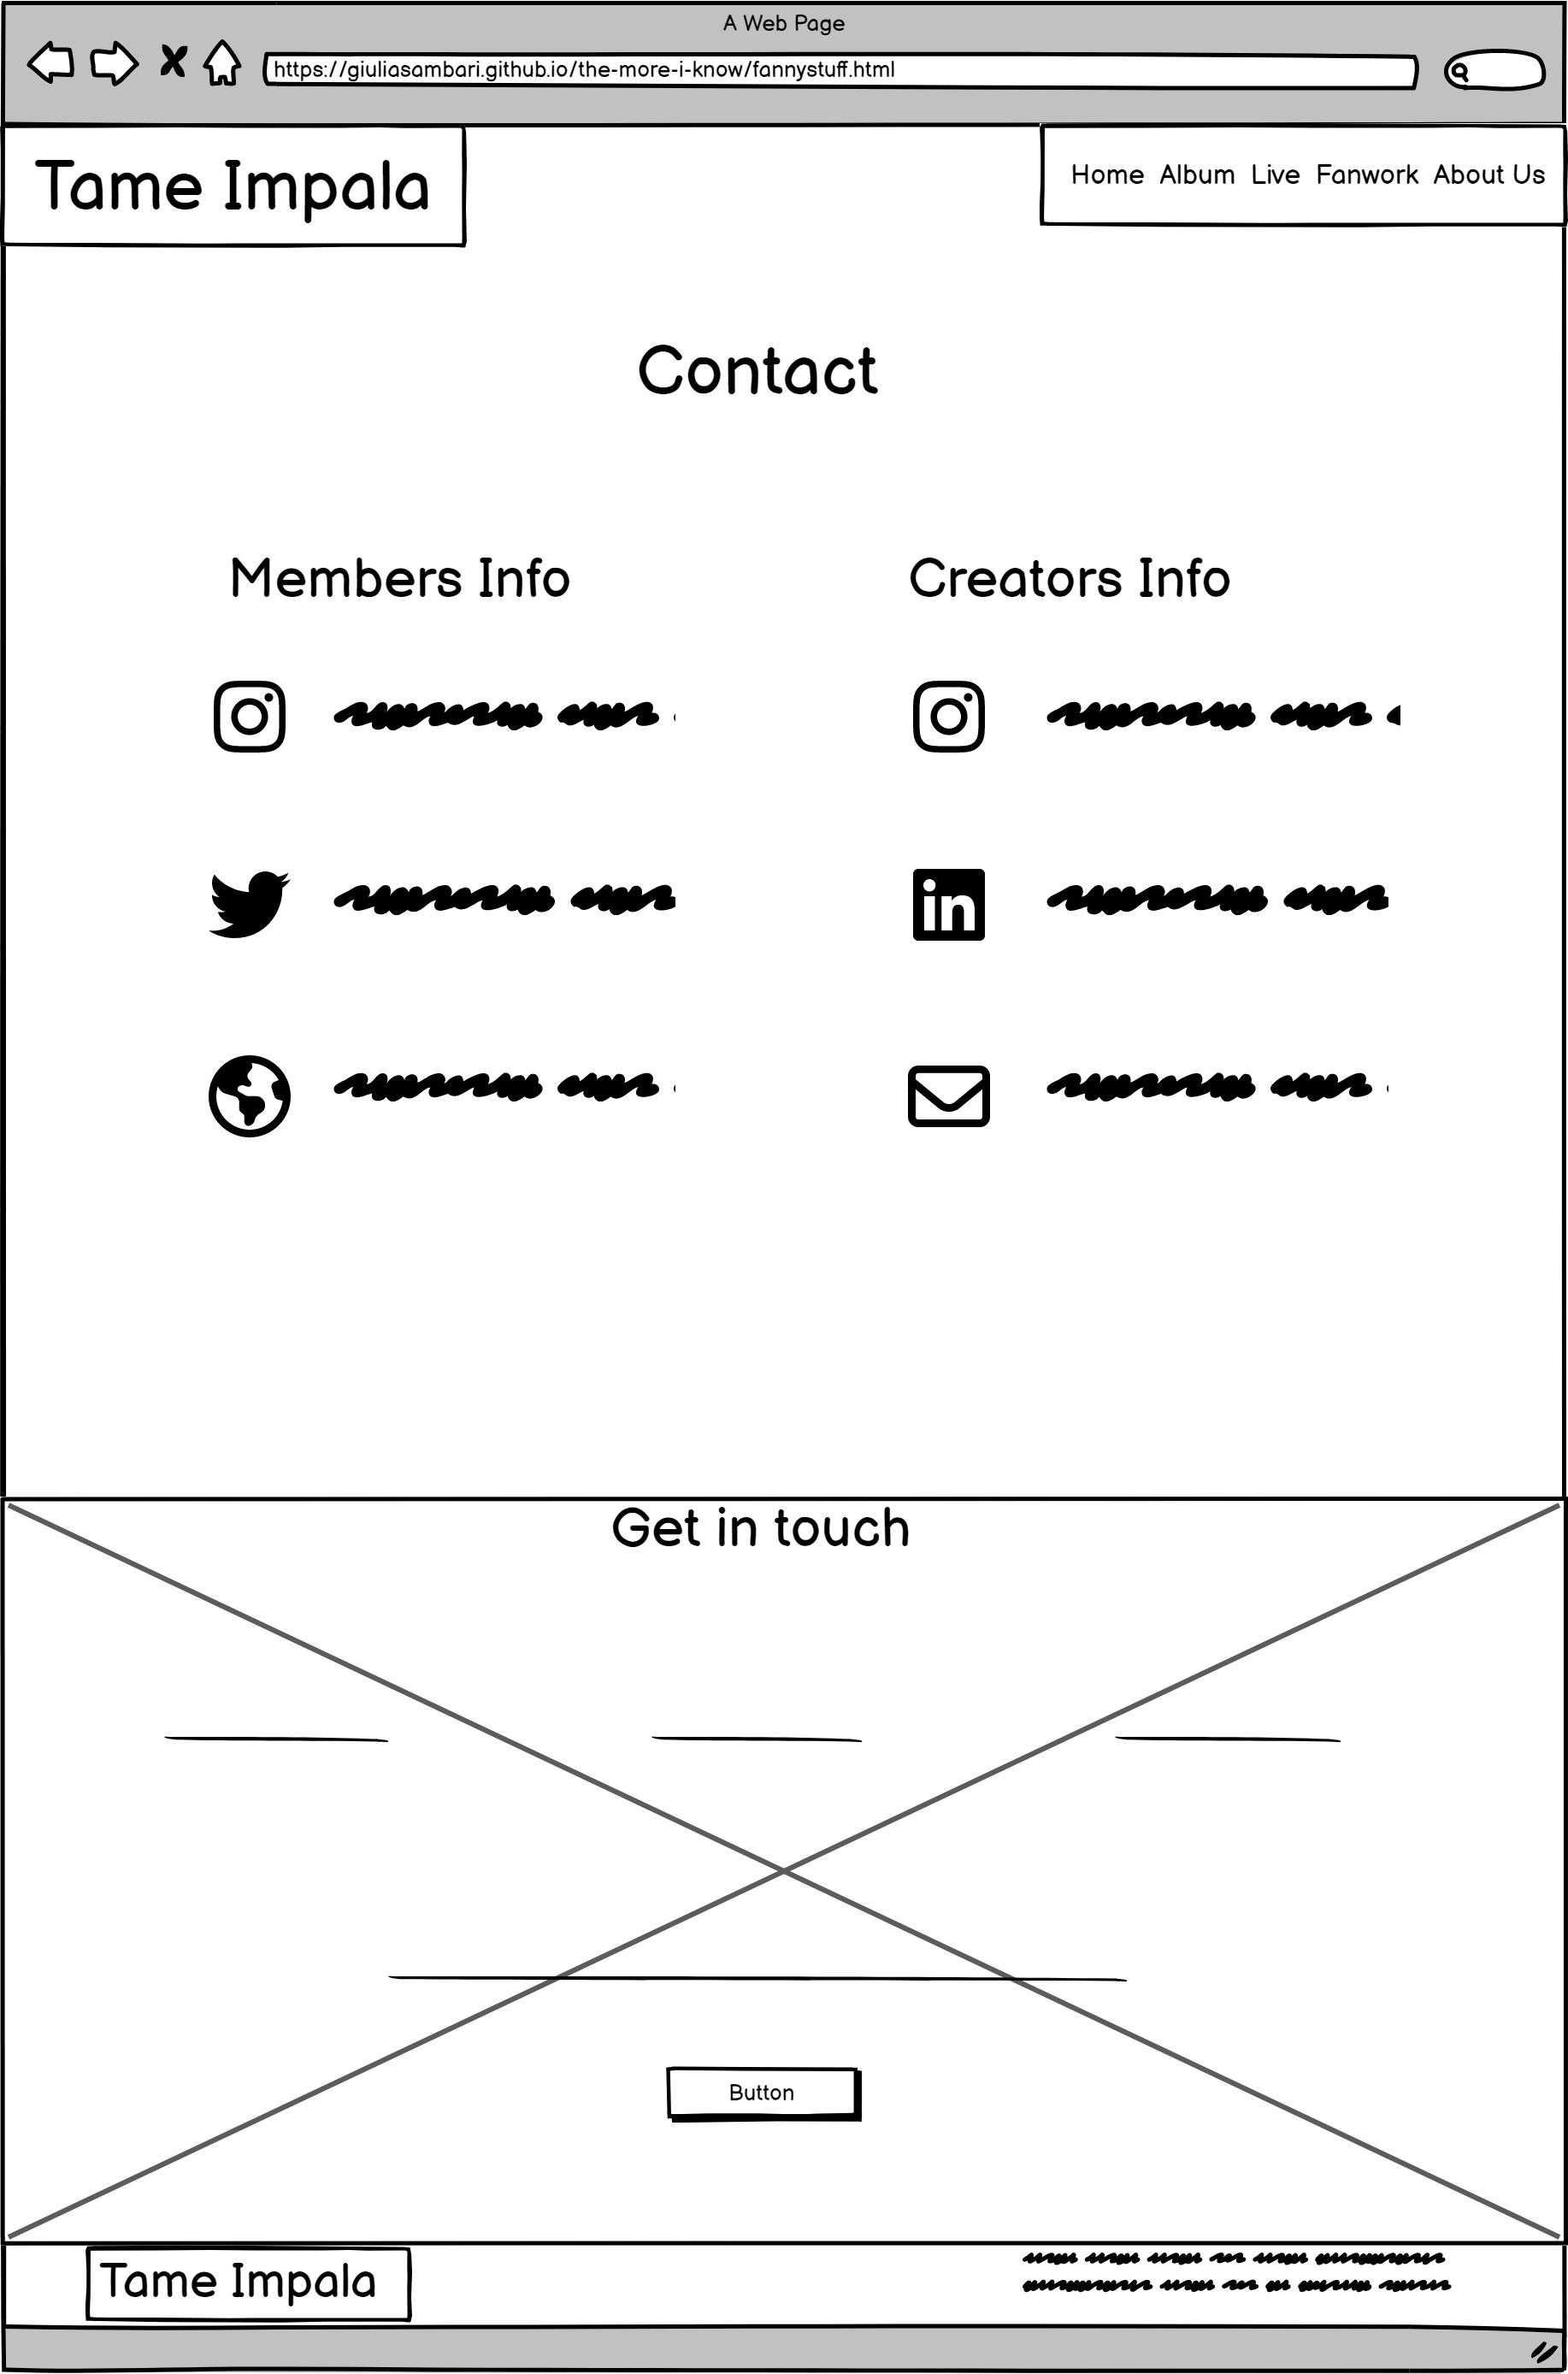 A Web Page
https://giuliasambari.github.io/the-more-i-know/fannystuff.html
Tame Impala
Home Album Live Fanwork About Us
Contact
Members Info
Creators Info
in
Get in touch
Button
Tame Impala